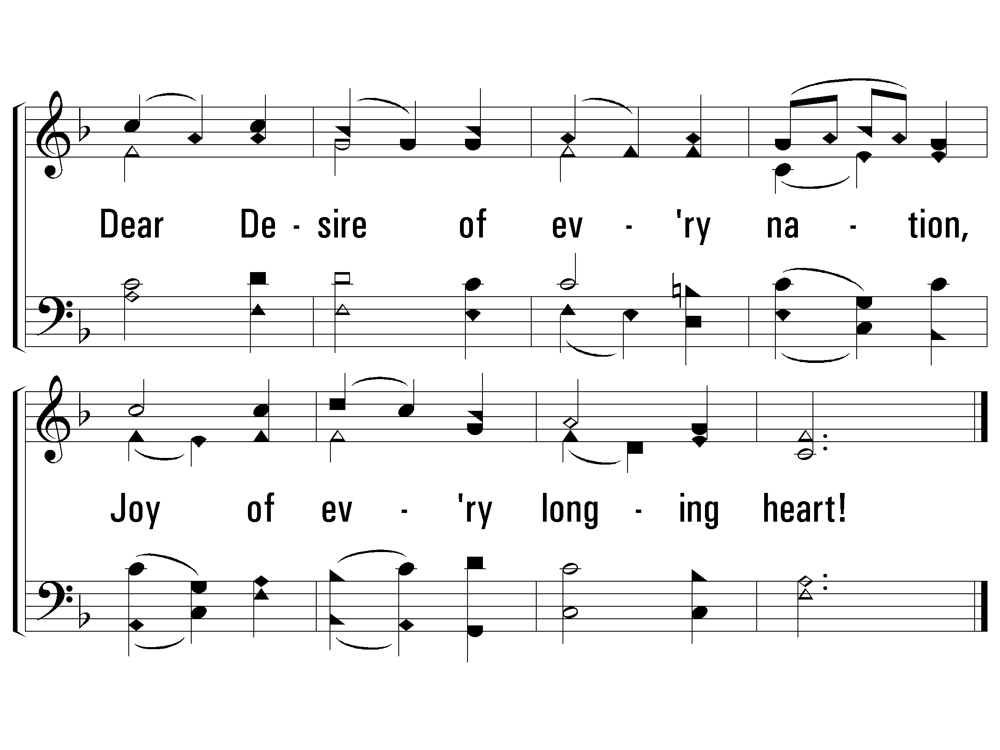 Dear De - sire of ev - 'ry na - tion,
Joy of ev - 'ry long - ing heart!